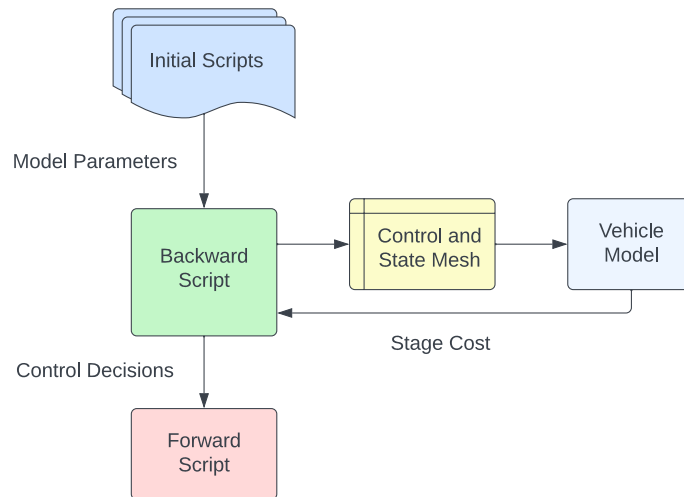 Initial Scripts
Model Parameters
Backward
Script
Control and
State Mesh
Vehicle
Model
Stage Cost
Control Decisions
Forward
Script